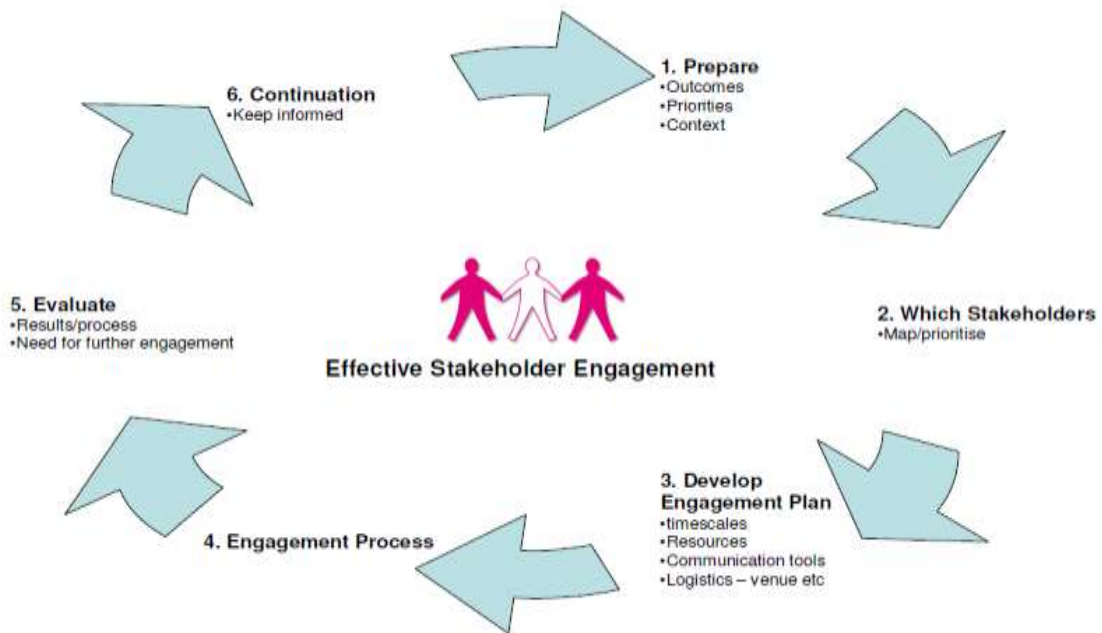 1. Prepare
•Outcomes
•Priorities
•Context
2. Which Stakeholders
•Map/prioritise
3. Develop
Engagement Plan
•timescales
•Resources
•Communication tools
•Logistics – venue etc
4. Engagement Process
5. Evaluate
•Results/process
•Need for further engagement
6. Continuation
•Keep informed
Effective Stakeholder Engagement